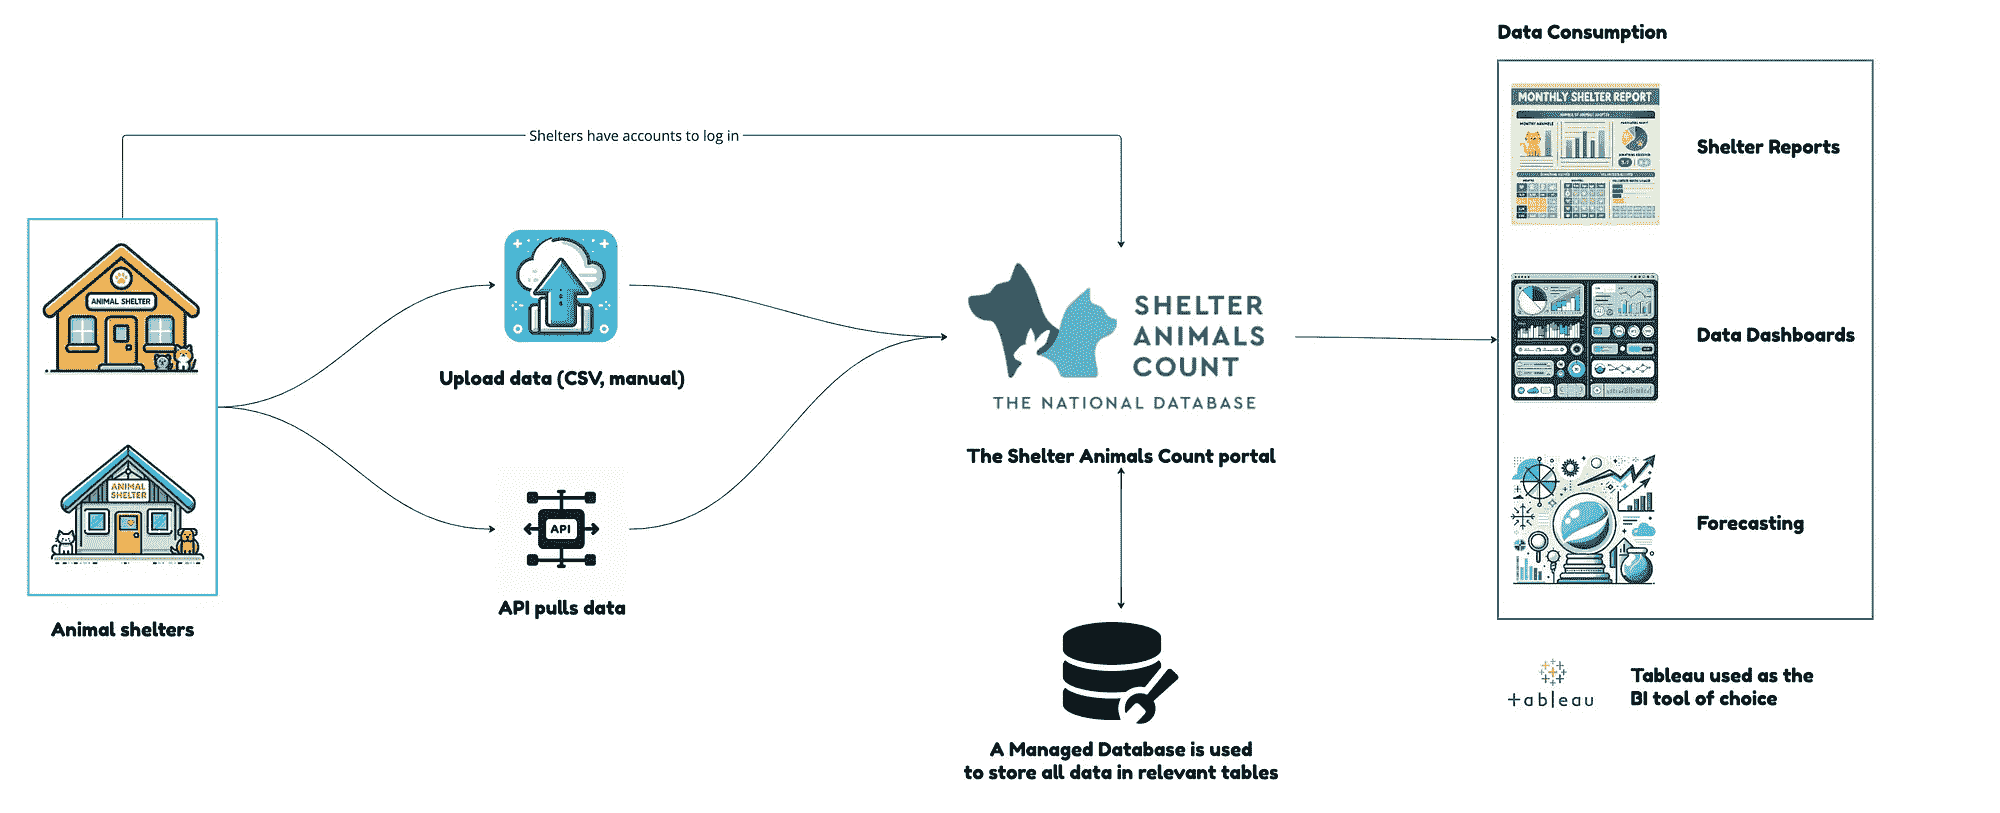 Data Consumption
MONTHLY SHELTER REPORT
Shelter Reports
Shelters have accounts to log in
ANIMAL SHELTER
Upload data (CSV, manual)
SHELTER
ANIMALS
COUNT
THE NATIONAL DATABASE
Data Dashboards
The Shelter Animals Count portal
ANIMAL
SHELTER
API
API pulls data
Forecasting
Animal shelters
tableau
Tableau used as the
BI tool of choice
A Managed Database is used
to store all data in relevant tables